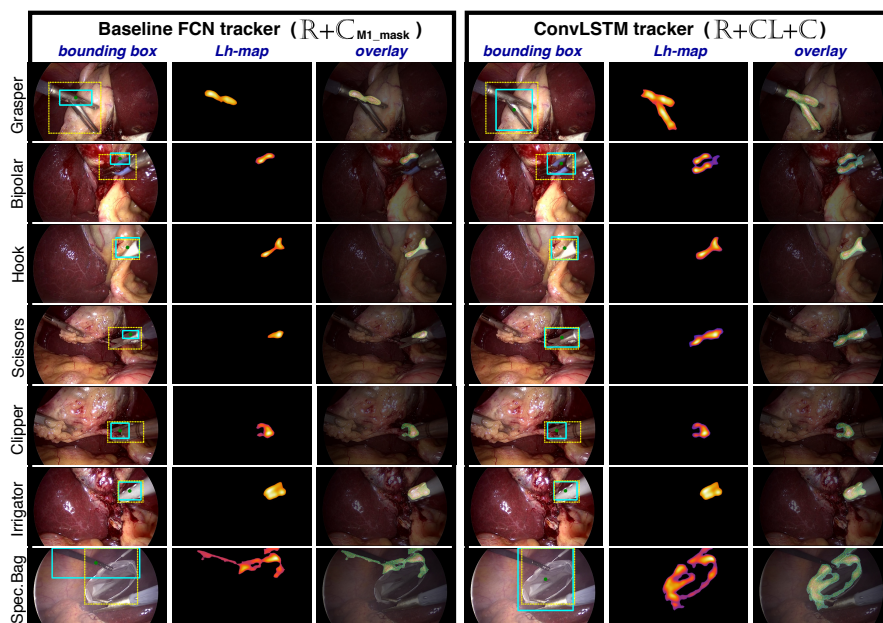 Baseline FCN tracker ( ℝ+ℂM1_mask )
bounding box Lh-map overlay
ConvLSTM tracker ( ℝ+ℂ𝕃+ℂ )
bounding box Lh-map overlay
Grasper
Bipolar
Hook
Scissors
Clipper
Irrigator
Spec.Bag